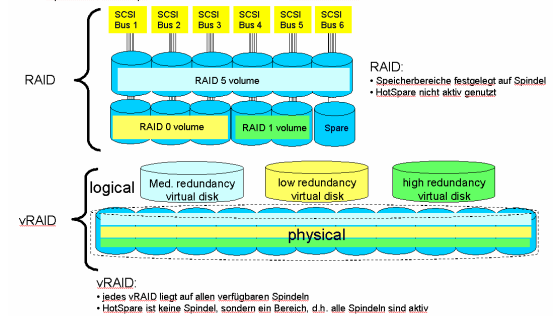 SCSI Bus 1
SCSI Bus 2
SCSI Bus 3
SCSI Bus 4
SCSI Bus 5
SCSI Bus 6
RAID
RAID 5 volume
RAID 0 volume
RAID 1 volume
Spare
RAID:
• Speicherbereiche festgelegt auf Spindel
• HotSpare nicht aktiv genutzt
vRAID
logical
Med. redundancy
virtual disk
low redundancy
virtual disk
high redundancy
virtual disk
physical
vRAID:
• jedes vRAID liegt auf allen verfügbaren Spindeln
• HotSpare ist keine Spindel, sondern ein Bereich, d.h. alle Spindeln sind aktiv